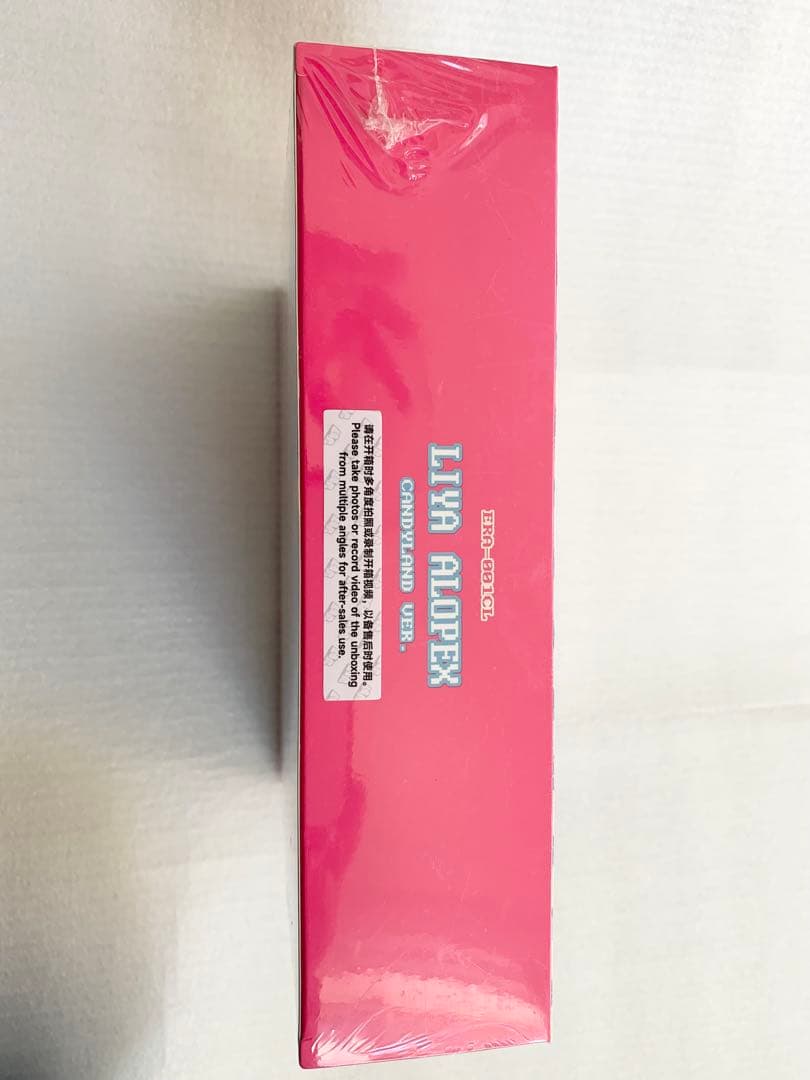 ERA-001CL
LIYA ALOPEX
CANDYLAND VER.
请在开箱时多角度拍照或录制开箱视频，以备售后时使用。
Please take photos or record video of the unboxing
from multiple angles for after-sales use.